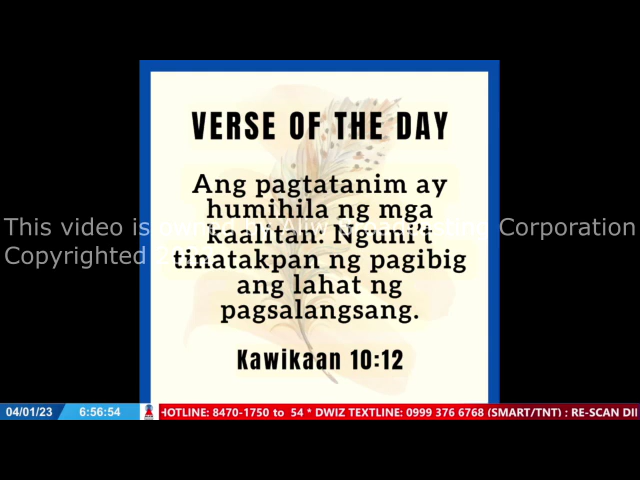 VERSE OF THE DAY
Ang pagtatanim ay
humihila ng mga
kaalitan: Nguni't
tinatakpan ng pagibig
ang lahat ng
pagsalangsang.
Kawikaan 10:12
This video is Corporation
Copyrighted
04/01/23 6:56:54 HOTLINE: 8470-1750 to 54 * DWIZ TEXTLINE: 0999 376 6768 (SMART/TNT) ; RE-SCAN